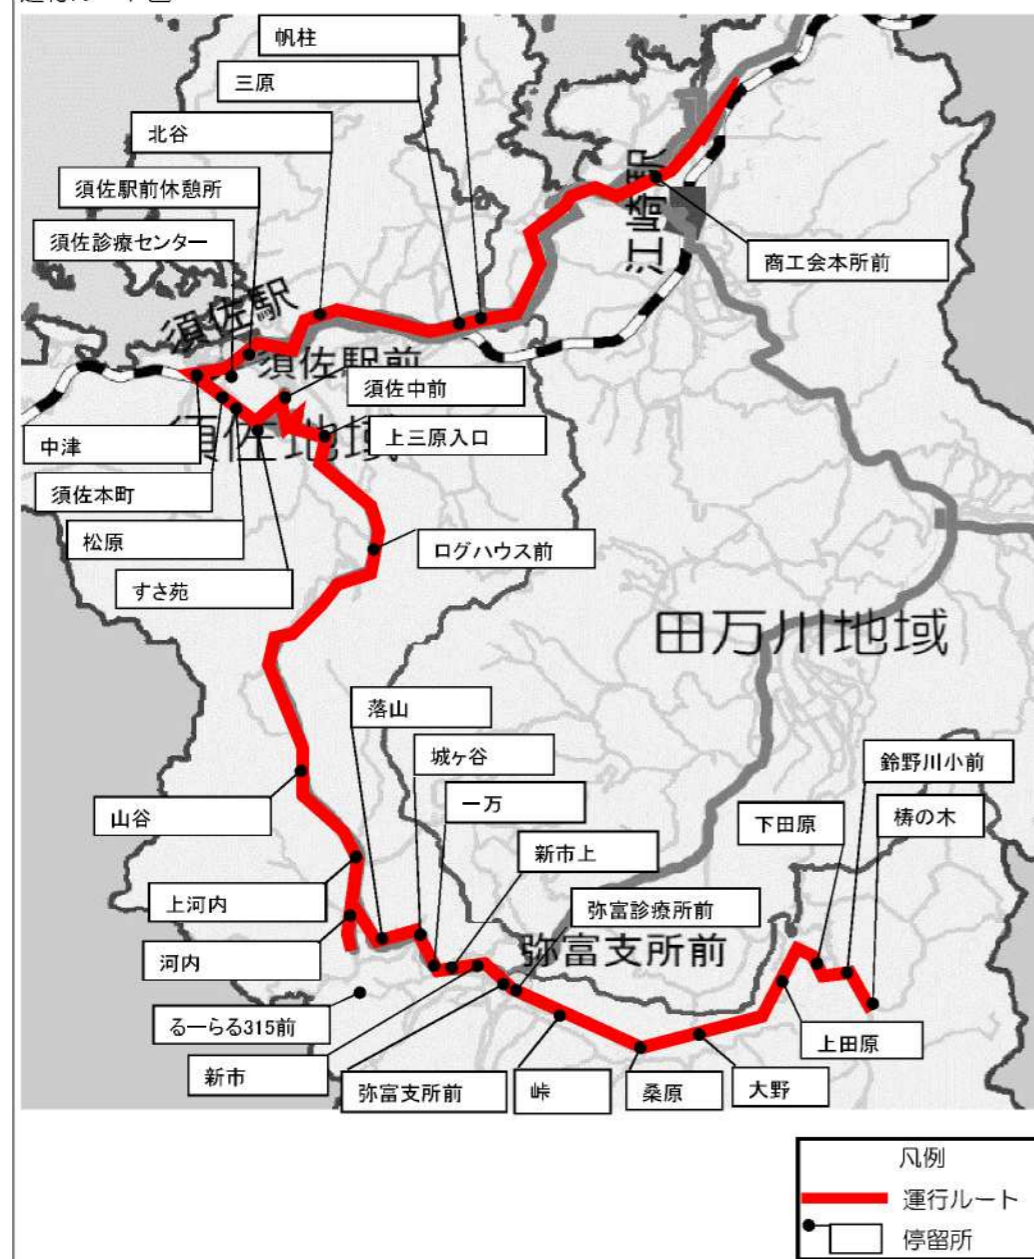 帆柱
三原
北谷
須佐駅前休憩所
須佐診療センター
江崎駅
商工会本所前
須佐駅
須佐駅前
須佐中前
須佐地域
上三原入口
中津
須佐本町
松原
すさ苑
ログハウス前
田万川地域
落山
城ヶ谷
一万
鈴野川小前
下田原
梼の木
山谷
新市上
上河内
弥富診療所前
弥富支所前
河内
るーらる315前
上田原
新市
弥富支所前
峠
桑原
大野
凡例
運行ルート
停留所